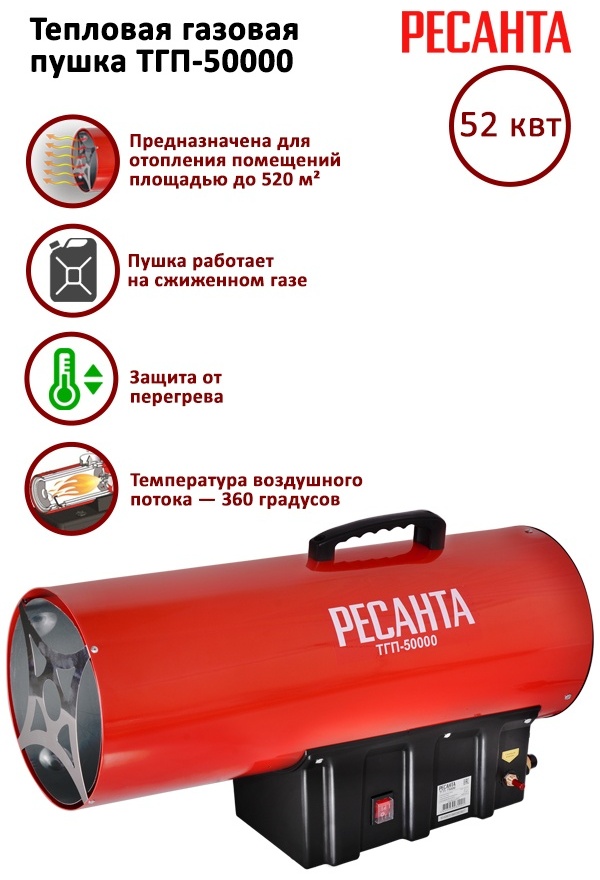 Тепловая газовая
пушка ТГП-50000
РЕСАНТА
52 квт
Предназначена для
отопления помещений
площадью до 520 м²
Пушка работает
на сжиженном газе
Защита от
перегрева
Температура воздушного
потока — 360 градусов
РЕСАНТА
ТГП-50000
РЕСАНТА